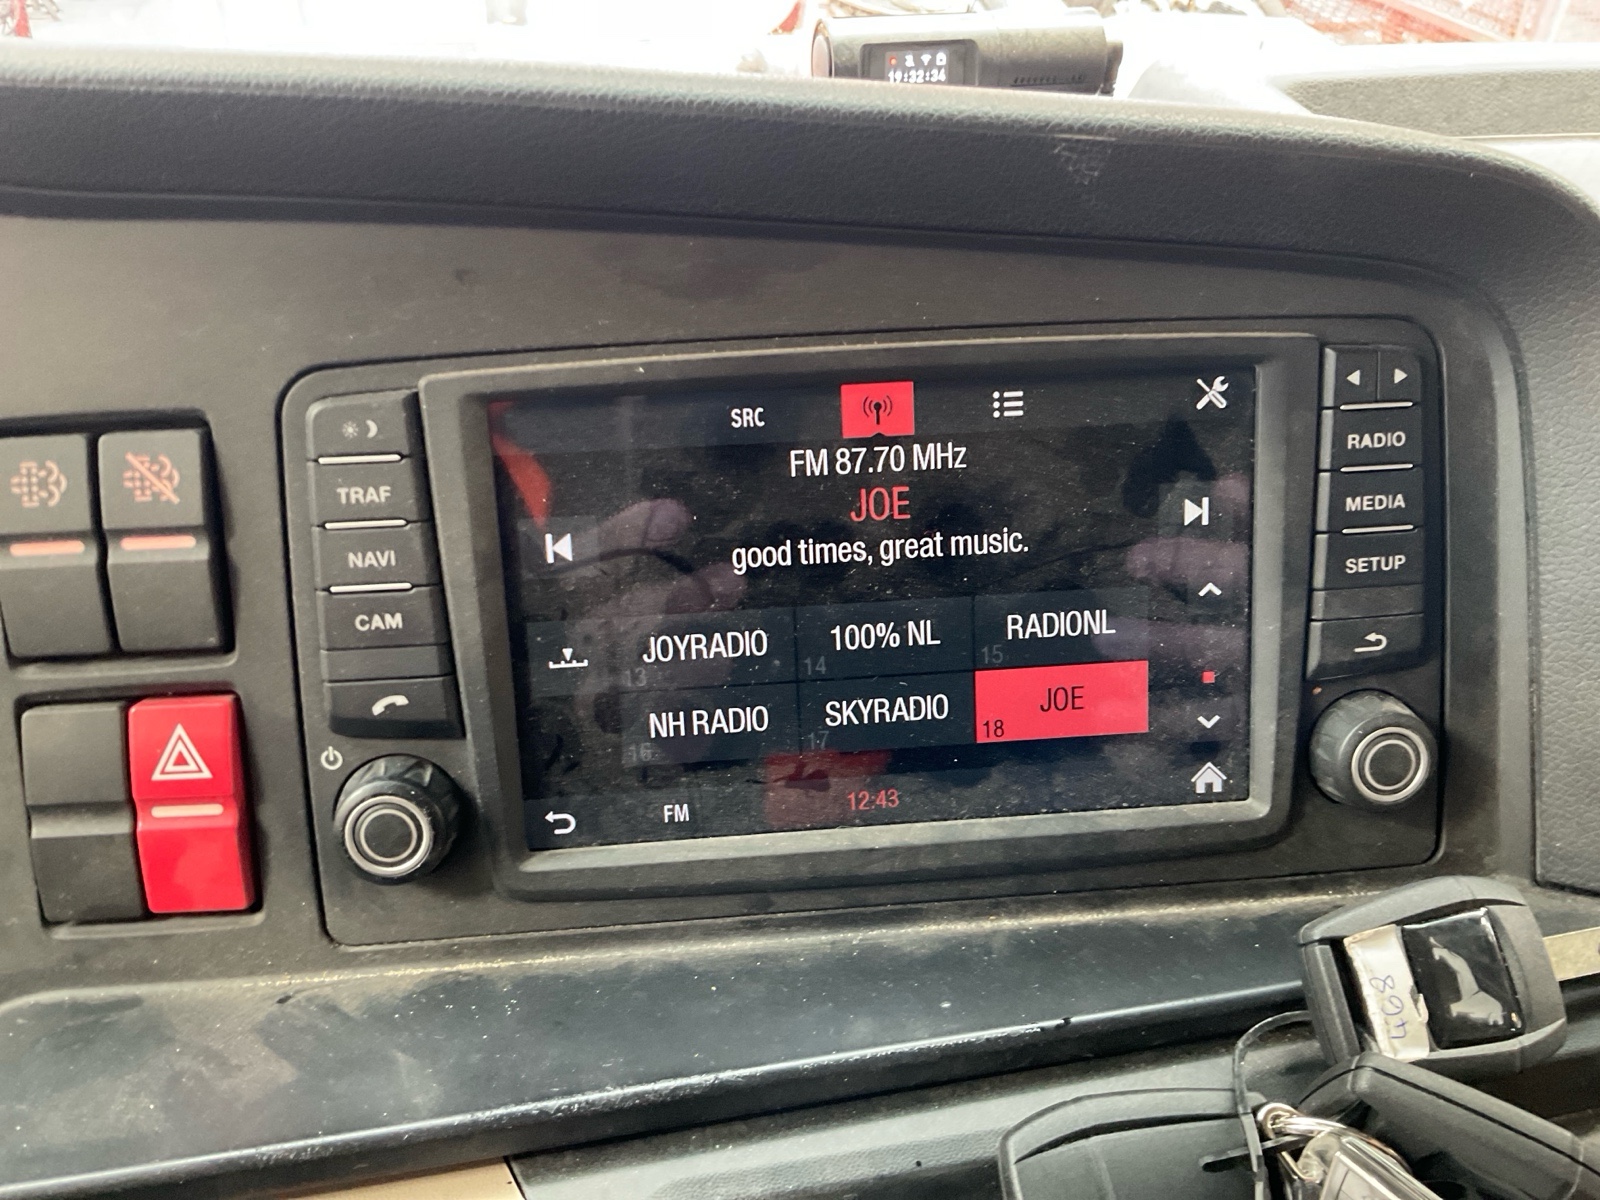 19:32:34
SRC
FM 87.70 MHz
JOE
good times, great music.
JOYRADIO
13
100% NL
14
RADIONL
15
NH RADIO
16
SKYRADIO
17
JOE
18
FM
12:43
TRAF
NAVI
CAM
RADIO
MEDIA
SETUP
468